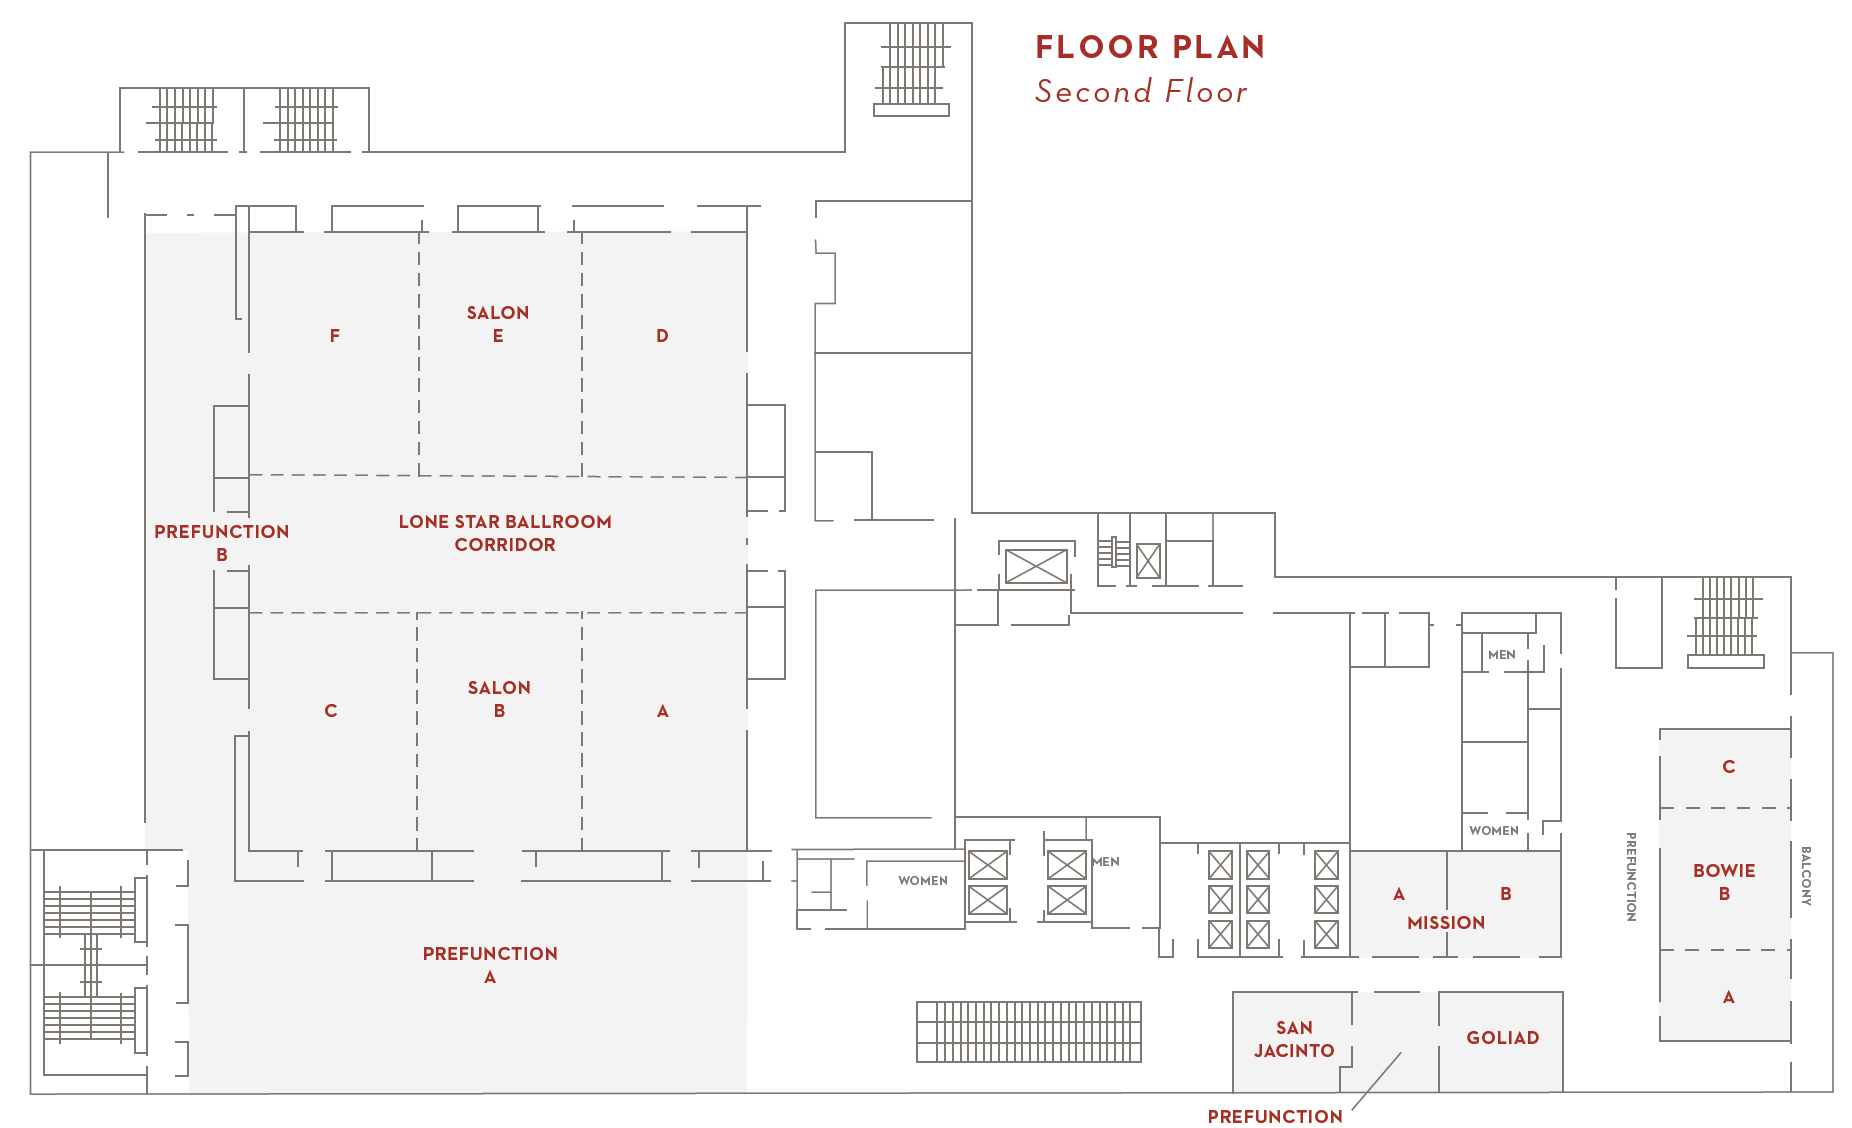 FLOOR PLAN
Second Floor
SALON
F
E
D
LONE STAR BALLROOM
CORRIDOR
PREFUNCTION
B
SALON
C
B
A
PREFUNCTION
A
WOMEN
MEN
MEN
WOMEN
A
B
MISSION
SAN
JACINTO
GOLIAD
PREFUNCTION
PREFUNCTION
C
BOWIE
B
A
BALCONY